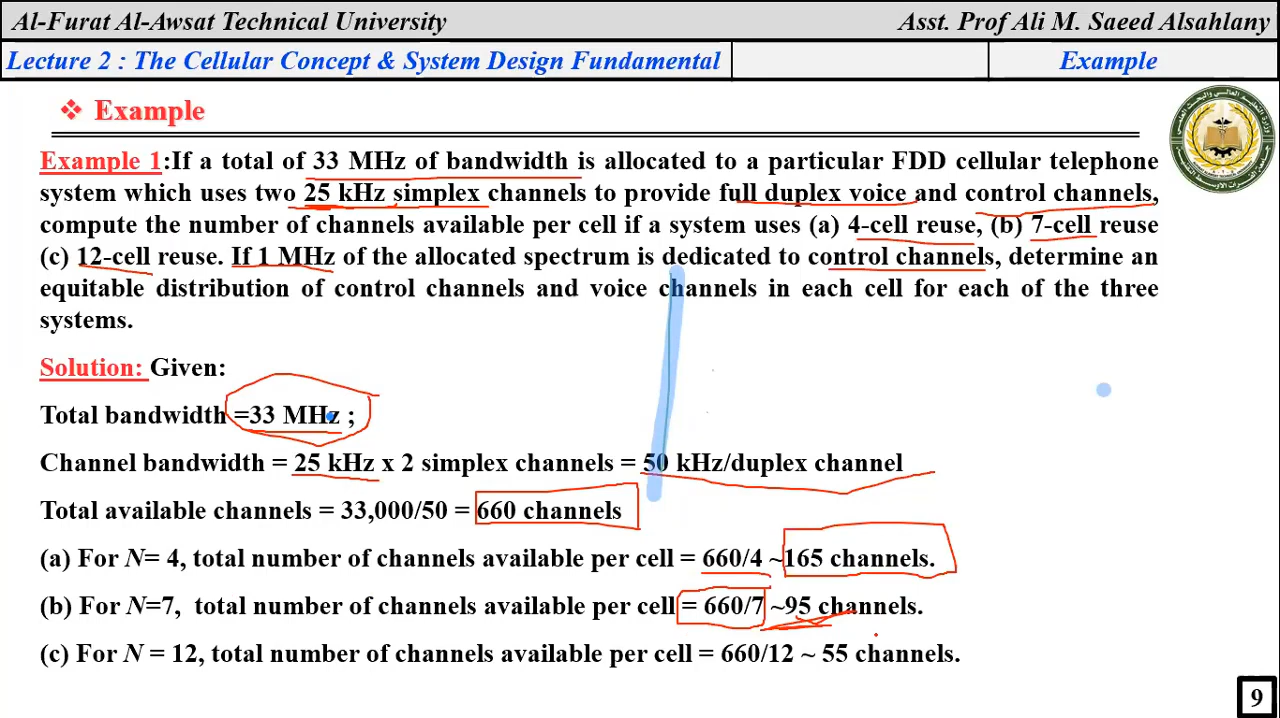 Al-Furat Al-Awsat Technical University
Asst. Prof Ali M. Saeed Alsahlany
Lecture 2 : The Cellular Concept & System Design Fundamental
Example
❖ Example
Example 1:If a total of 33 MHz of bandwidth is allocated to a particular FDD cellular telephone
system which uses two 25 kHz simplex channels to provide full duplex voice and control channels,
compute the number of channels available per cell if a system uses (a) 4-cell reuse, (b) 7-cell reuse
(c) 12-cell reuse. If 1 MHz of the allocated spectrum is dedicated to control channels, determine an
equitable distribution of control channels and voice channels in each cell for each of the three
systems.
Solution: Given:
Total bandwidth =33 MHz ;
Channel bandwidth = 25 kHz x 2 simplex channels = 50 kHz/duplex channel
Total available channels = 33,000/50 = 660 channels
(a) For N= 4, total number of channels available per cell = 660/4 ~165 channels.
(b) For N=7, total number of channels available per cell = 660/7 ~95 channels.
(c) For N = 12, total number of channels available per cell = 660/12 ~ 55 channels.
9